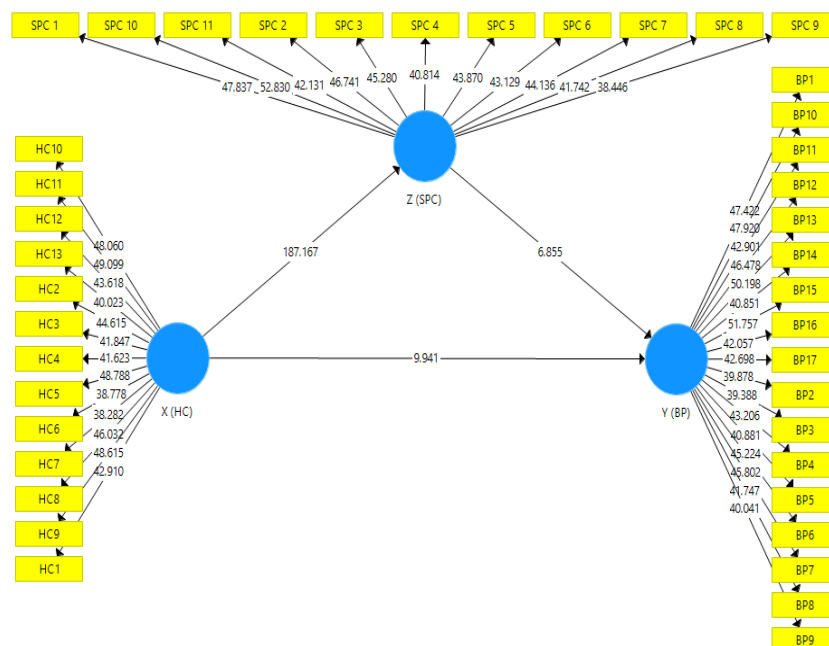 SPC 1 SPC 10 SPC 11 SPC 2 SPC 3 SPC 4 SPC 5 SPC 6 SPC 7 SPC 8 SPC 9
47.837 52.830 42.131 46.741 45.280 40.814 43.870 43.129 44.136 41.742 38.446
Z (SPC)
HC10
HC11
HC12
HC13
HC2
HC3
HC4
HC5
HC6
HC7
HC8
HC9
HC1
48.060
49.099
43.618
40.023
44.615
41.847
41.623
48.788
38.778
38.282
46.032
48.615
42.910
X (HC)
187.167
6.855
9.941
Y (BP)
47.422
47.920
42.901
46.478
50.198
40.851
51.757
42.057
42.698
39.878
39.388
43.206
40.881
45.224
45.802
41.747
40.041
BP1
BP10
BP11
BP12
BP13
BP14
BP15
BP16
BP17
BP2
BP3
BP4
BP5
BP6
BP7
BP8
BP9